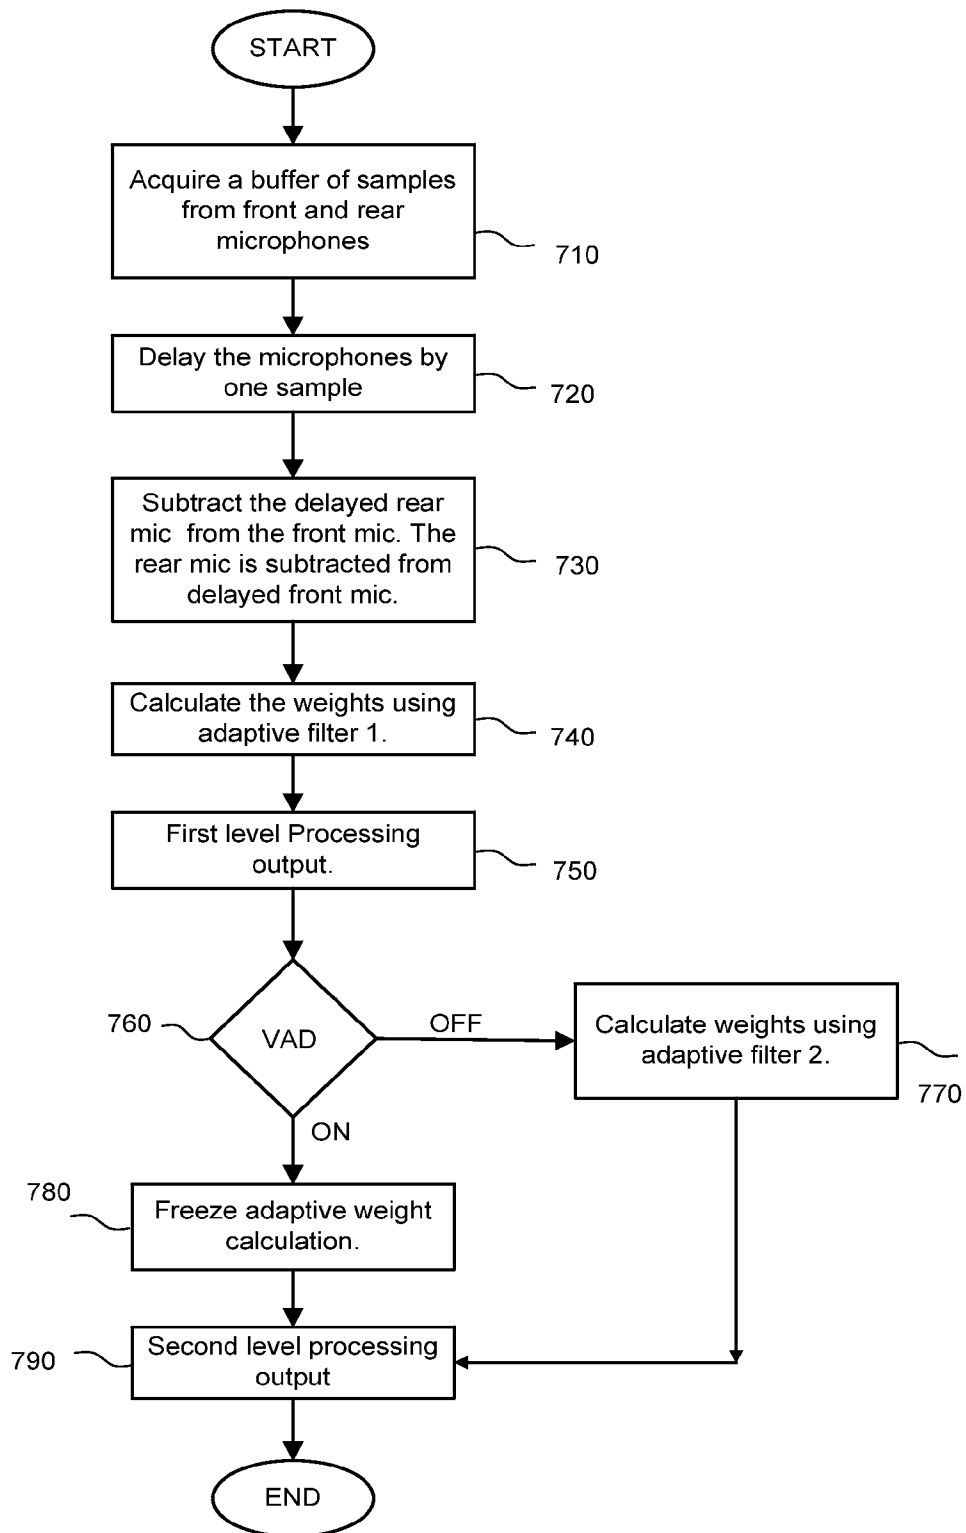 START
Acquire a buffer of samples
from front and rear
microphones
710
Delay the microphones by
one sample
720
Subtract the delayed rear
mic from the front mic. The
rear mic is subtracted from
delayed front mic.
730
Calculate the weights using
adaptive filter 1.
740
First level Processing
output.
750
760
VAD
OFF
Calculate weights using
adaptive filter 2.
770
ON
780
Freeze adaptive weight
calculation.
790
Second level processing
output
END